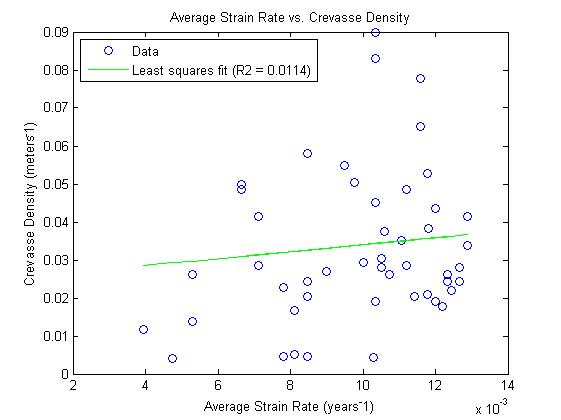 Average Strain Rate vs. Crevasse Density
0.09
Data
Least squares fit (R2 = 0.0114)
0.08
0.07
0.06
0.05
0.04
0.03
0.02
0.01
0
Crevasse Density (meters-1)
2 4 6 8 10 12 14
x 10-3
Average Strain Rate (years-1)